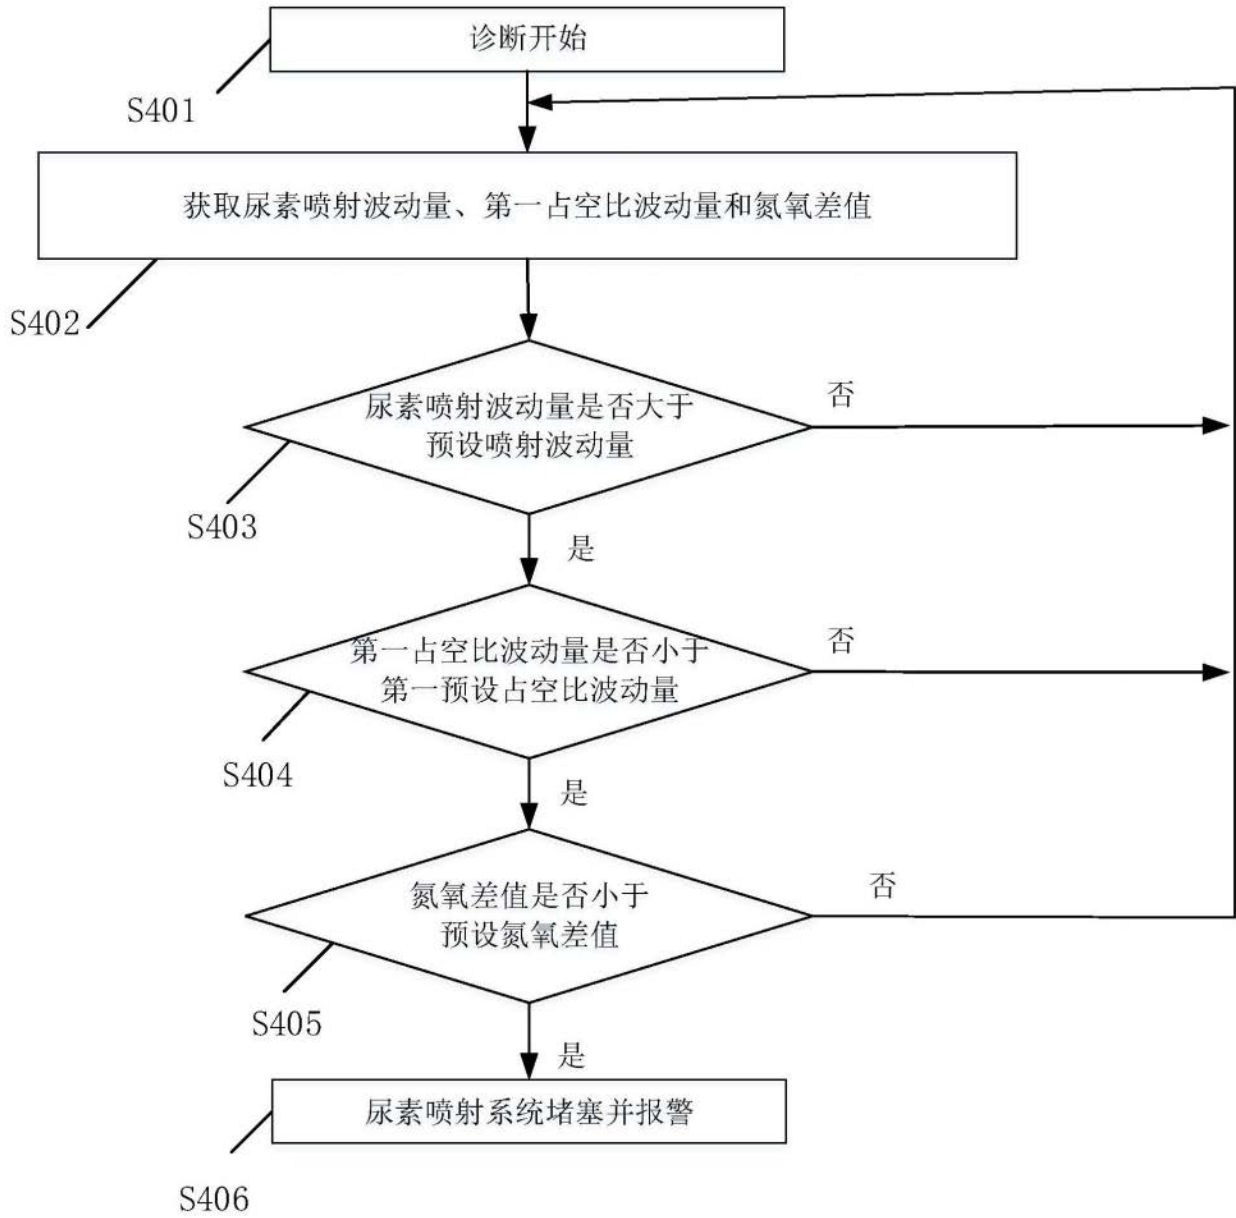 诊断开始
S401
获取尿素喷射波动量、第一占空比波动量和氮氧差值
S402
尿素喷射波动量是否大于
预设喷射波动量
否
S403
是
第一占空比波动量是否小于
第一预设占空比波动量
否
S404
是
氮氧差值是否小于
预设氮氧差值
否
S405
是
尿素喷射系统堵塞并报警
S406